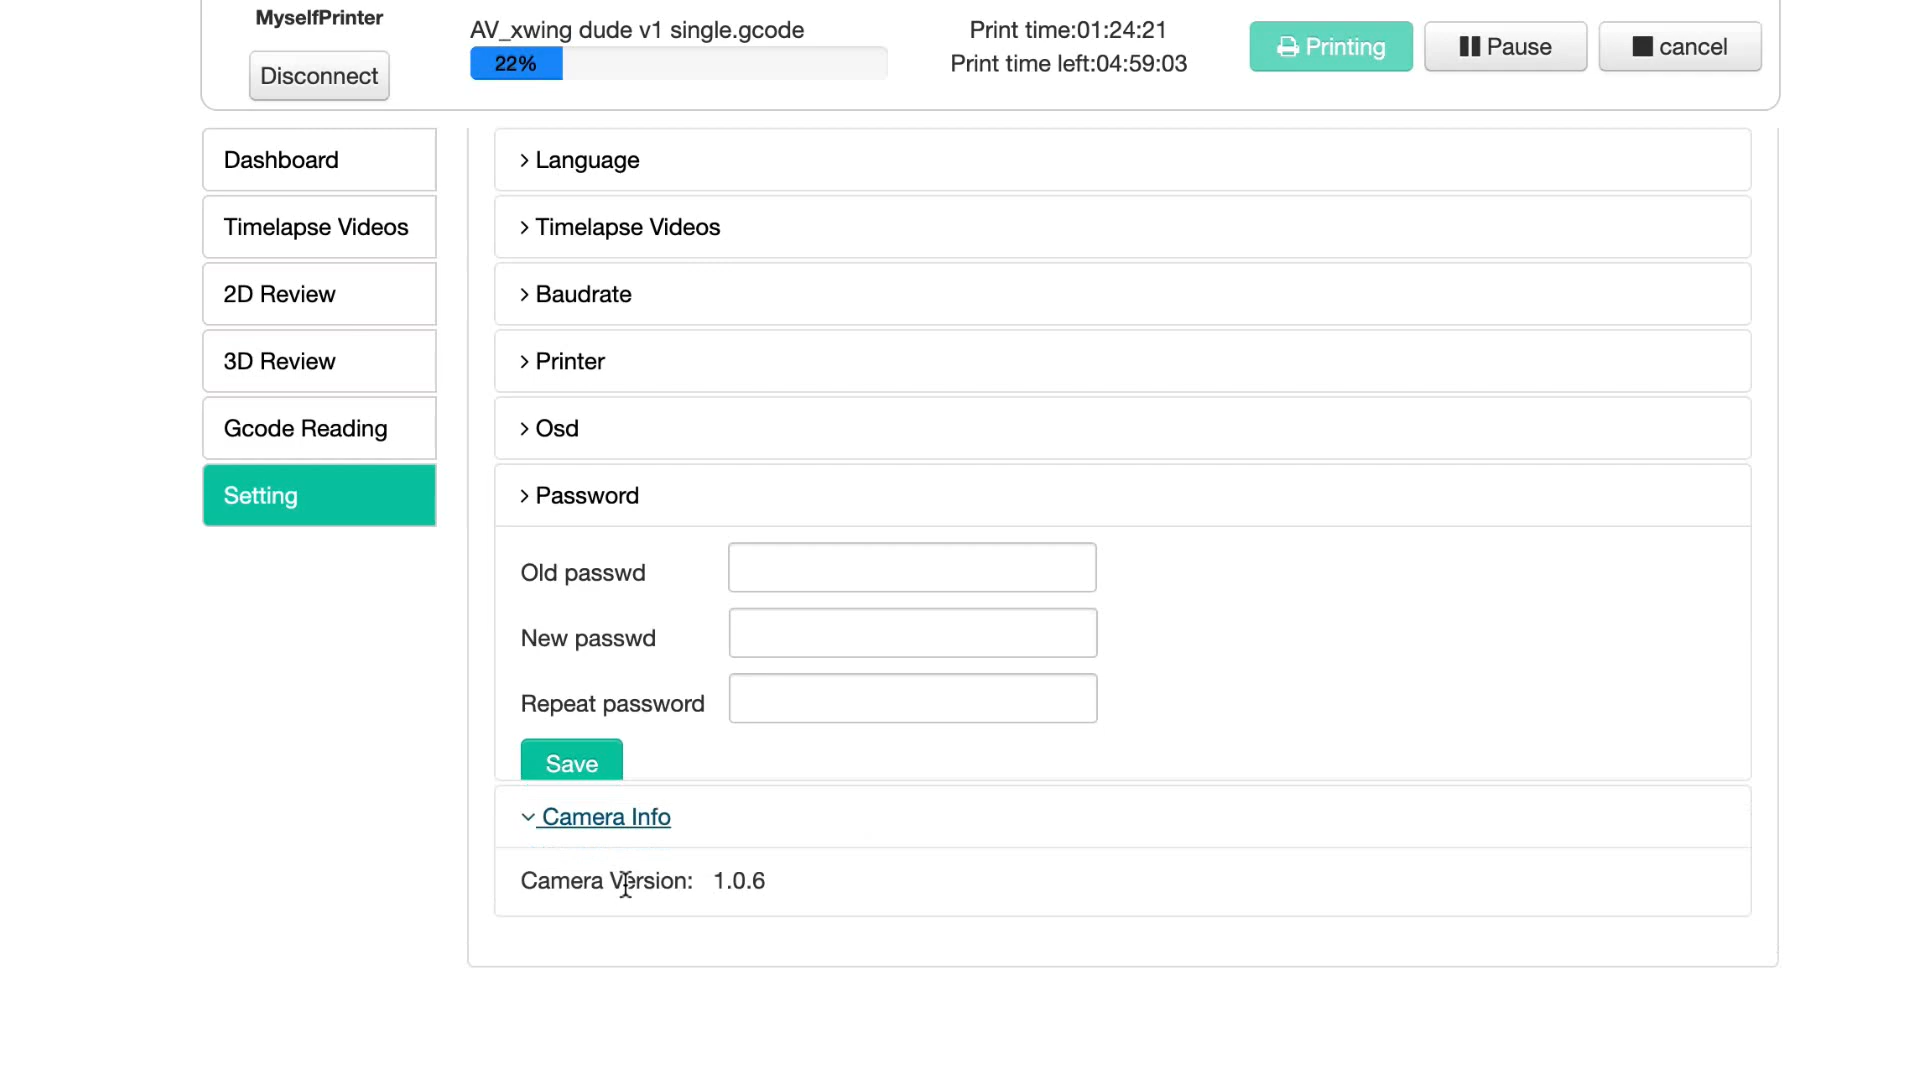 MyselfPrinter
Disconnect
AV_xwing dude v1 single.gcode
22%
Print time:01:24:21
Print time left:04:59:03
Printing
Pause
cancel
Dashboard
Timelapse Videos
2D Review
3D Review
Gcode Reading
Setting
Language
Timelapse Videos
Baudrate
Printer
Osd
Password
Old passwd
New passwd
Repeat password
Save
Camera Info
Camera Version: 1.0.6